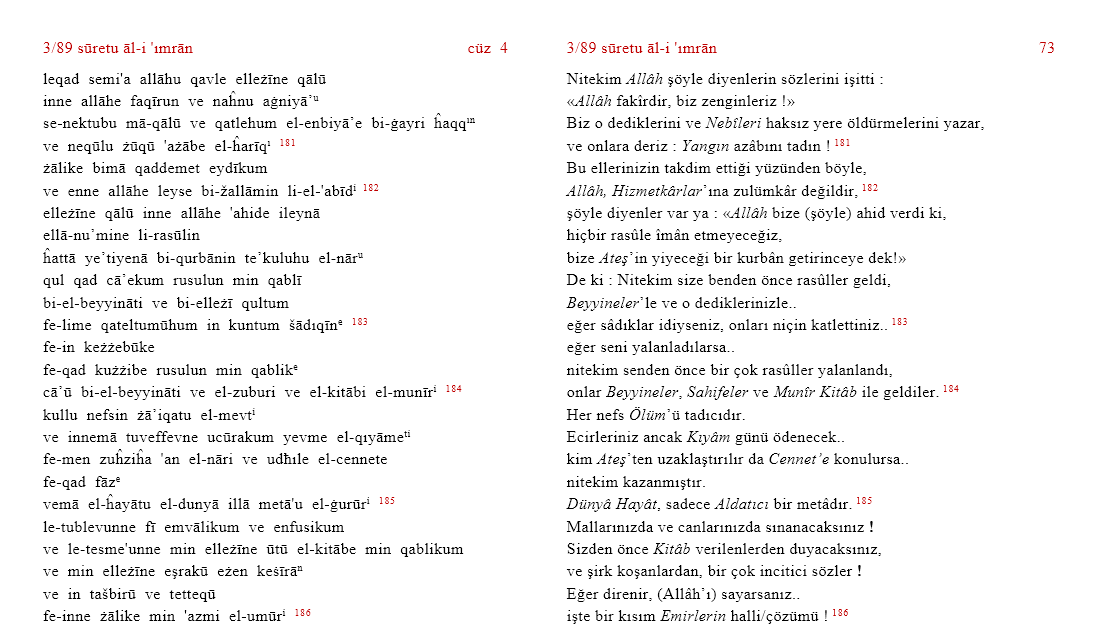 3/89 sūretu āl-i 'ımrān cüz 4
leqad semi'a allāhu qavle elleżīne qālū
inne allāhe faqīrun ve naĥnu aġniyā’ᵘ
se-nektubu mā-qālū ve qatlehum el-enbiyā’e bi-ġayri ĥaqqᶦⁿ
ve neqūlu żūqū 'ażābe el-ĥarīqⁱ 181
żālike bimā qaddemet eydīkum
ve enne allāhe leyse bi-žallāmin li-el-'abīdⁱ 182
elleżīne qālū inne allāhe 'ahide ileynā
ellā-nu’mine li-rasūlin
ĥattā ye’tiyenā bi-qurbānin te’kuluhu el-nārᵘ
qul qad cā’ekum rusulun min qablī
bi-el-beyyināti ve bi-elleżī qultum
fe-lime qateltumūhum in kuntum šādıqīnᵉ 183
fe-in keżżebūke
fe-qad kużżibe rusulun min qablikᵉ
cā’ū bi-el-beyyināti ve el-zuburi ve el-kitābi el-munīrⁱ 184
kullu nefsin żā’iqatu el-mevtⁱ
ve innemā tuveffevne ucūrakum yevme el-qıyāmeᵗⁱ
fe-men zuĥziĥa 'an el-nāri ve udħıle el-cennete
fe-qad fāzᵉ
vemā el-ĥayātu el-dunyā illā metā'u el-ġurūrⁱ 185
le-tublevunne fī emvālikum ve enfusikum
ve le-tesme'unne min elleżīne ūtū el-kitābe min qablikum
ve min elleżīne eşrakū eżen keśīrāⁿ
ve in tašbirū ve tetteqū
fe-inne żālike min 'azmi el-umūrⁱ 186
3/89 sūretu āl-i 'ımrān 73
Nitekim Allâh şöyle diyenlerin sözlerini işitti :
«Allâh fakîrdir, biz zenginleriz !»
Biz o dediklerini ve Nebîleri haksız yere öldürmelerini yazar,
ve onlara deriz : Yangın azâbını tadın ! 181
Bu ellerinizin takdim ettiği yüzünden böyle,
Allâh, Hizmetkârlar’ına zulümkâr değildir, 182
şöyle diyenler var ya : «Allâh bize (şöyle) ahid verdi ki,
hiçbir rasûle îmân etmeyeceğiz,
bize Ateş’in yiyeceği bir kurbân getirinceye dek!»
De ki : Nitekim size benden önce rasûller geldi,
Beyyineler’le ve o dediklerinizle..
eğer sâdıklar idiyseniz, onları niçin katlettiniz.. 183
eğer seni yalanladılarsa..
nitekim senden önce bir çok rasûller yalanlandı,
onlar Beyyineler, Sahifeler ve Munîr Kitâb ile geldiler. 184
Her nefs Ölüm’ü tadıcıdır.
Ecirleriniz ancak Kıyâm günü ödenecek..
kim Ateş’ten uzaklaştırılır da Cennet’e konulursa..
nitekim kazanmıştır.
Dünyâ Hayât, sadece Aldatıcı bir metâdır. 185
Mallarınızda ve canlarınızda sınanacaksınız !
Sizden önce Kitâb verilenlerden duyacaksınız,
ve şirk koşanlardan, bir çok incitici sözler !
Eğer direnir, (Allâh’ı) sayarsanız..
işte bir kısım Emirlerin halli/çözümü ! 186